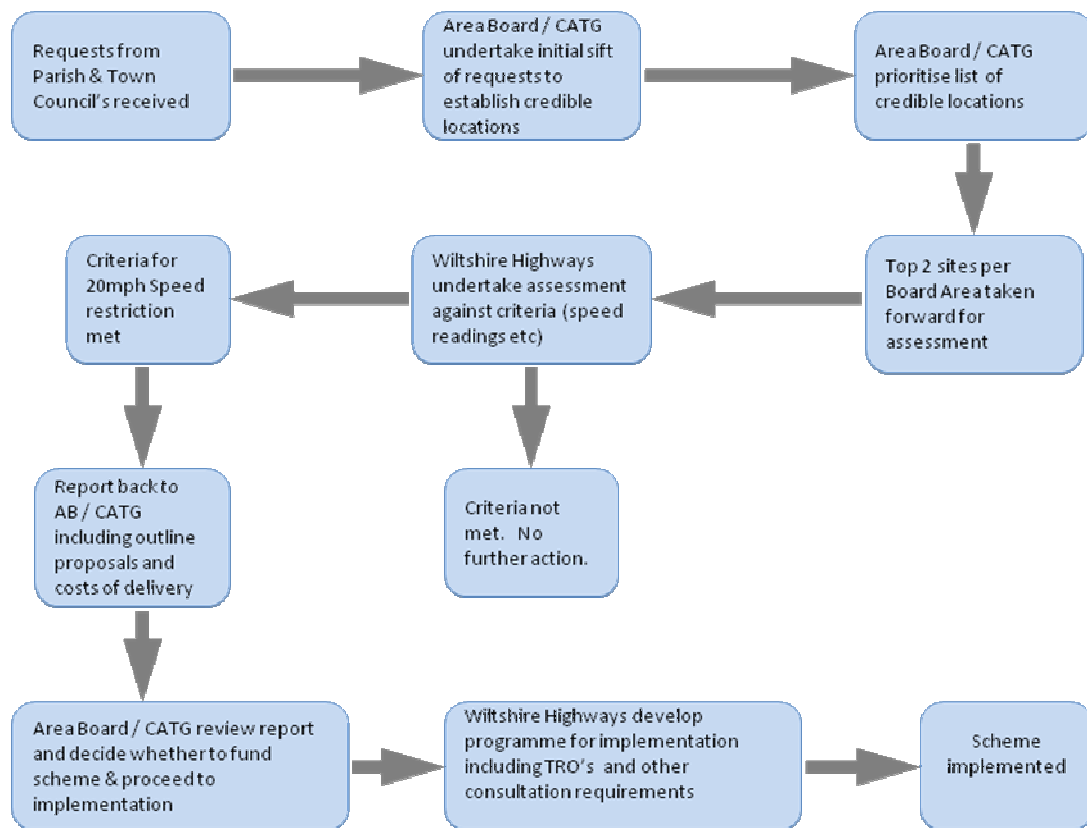 Requests from
Parish & Town
Council's received
Area Board / CATG
undertake initial sift
of requests to
establish credible
locations
Area Board / CATG
prioritise list of
credible locations
Top 2 sites per
Board Area taken
forward for
assessment
Wiltshire Highways
undertake assessment
against criteria (speed
readings etc)
Criteria for
20mph Speed
restriction
met
Criteria not
met. No
further action.
Report back to
AB / CATG
including outline
proposals and
costs of delivery
Area Board / CATG review report
and decide whether to fund
scheme & proceed to
implementation
Wiltshire Highways develop
programme for implementation
including TRO's and other
consultation requirements
Scheme
implemented